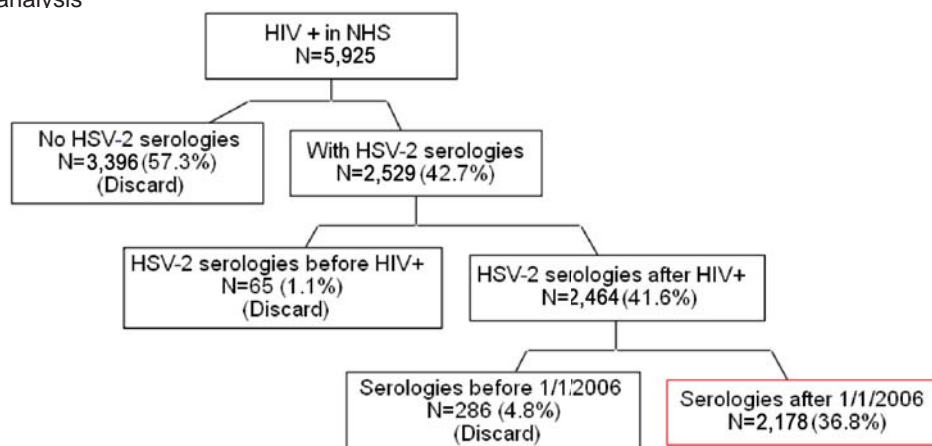 analysis
HIV + in NHS
N=5,925
No HSV-2 serologies
N=3,396 (57.3%)
(Discard)
With HSV-2 serologies
N=2,529 (42.7%)
HSV-2 serologies before HIV+
N=65 (1.1%)
(Discard)
HSV-2 serologies after HIV+
N=2,464 (41.6%)
Serologies before 1/1/2006
N=286 (4.8%)
(Discard)
Serologies after 1/1/2006
N=2,178 (36.8%)